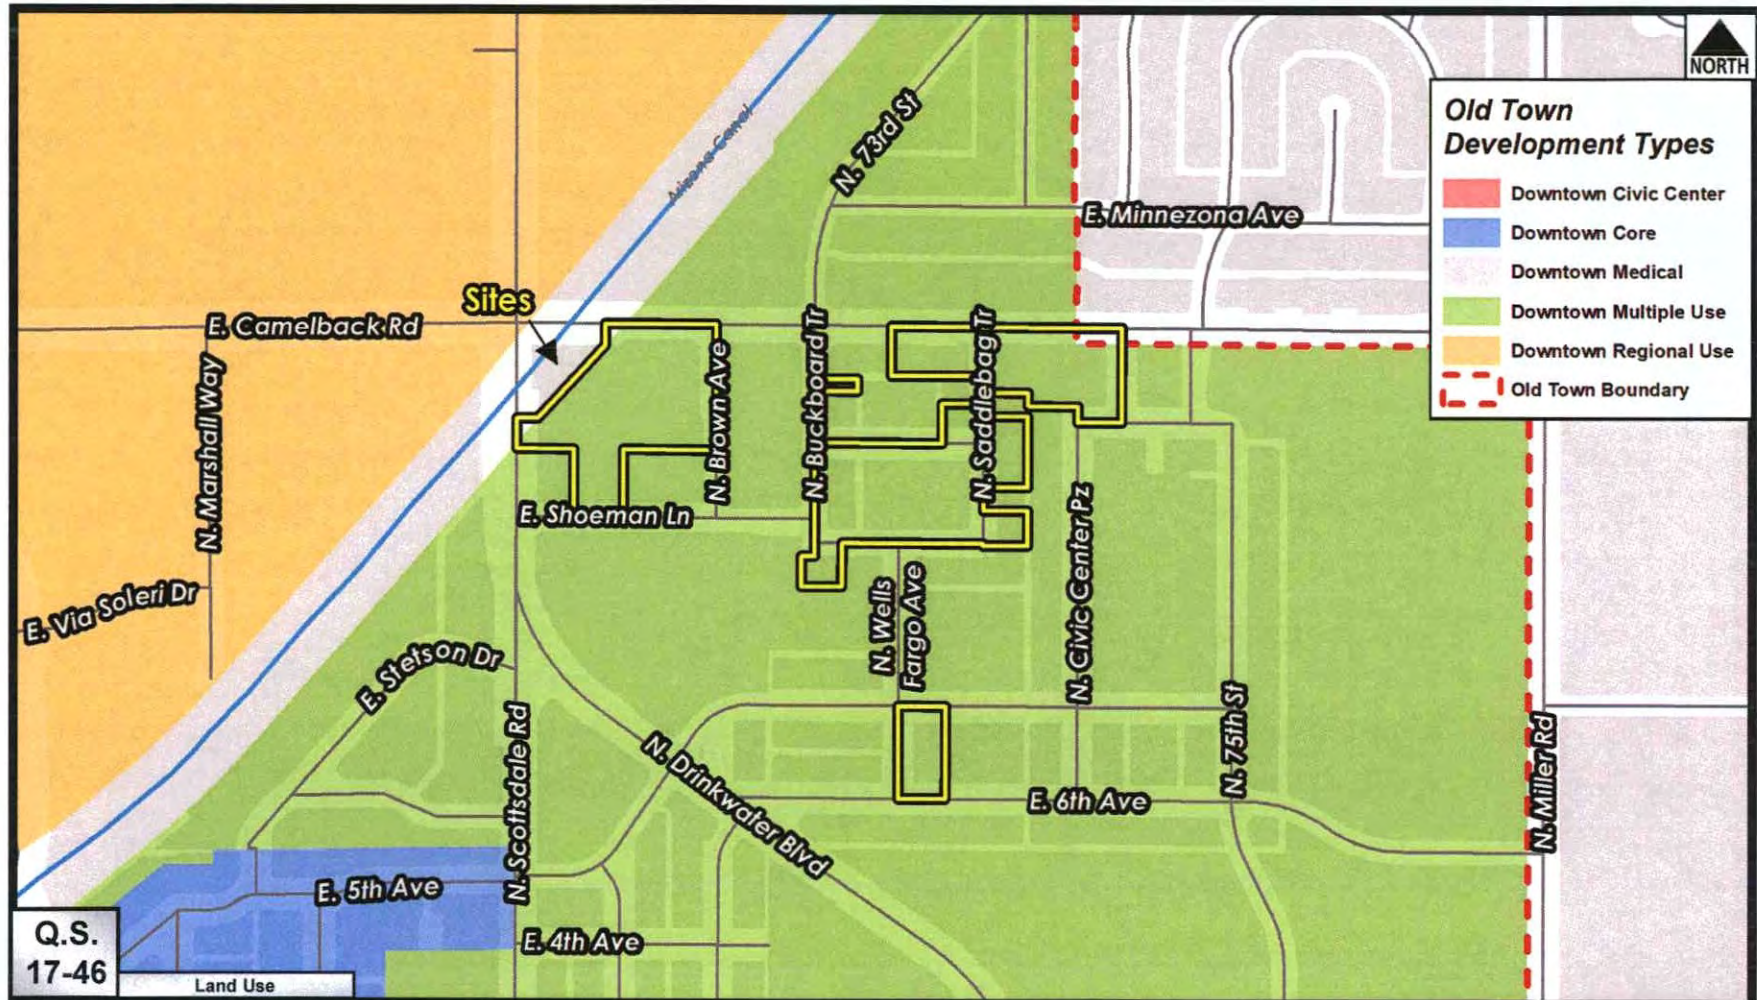 NORTH
Old Town
Development Types
Downtown Civic Center
Downtown Core
Downtown Medical
Downtown Multiple Use
Downtown Regional Use
Old Town Boundary
Arizona Canal
N. 73rd St
E. Minnezona Ave
Sites
E. Camelback Rd
N. Marshall Way
N. Brown Ave
N. Buckboard Tr
N. Saddlebag Tr
E. Shoeman Ln
N. Civic Center Pz
E. Via Soleri Dr
N. Wells
Fargo Ave
E. Stetson Dr
N. Scottsdale Rd
N. Drinkwater Blvd
N. 75th St
N. Miller Rd
E. 6th Ave
E. 5th Ave
E. 4th Ave
Q.S.
17-46
Land Use